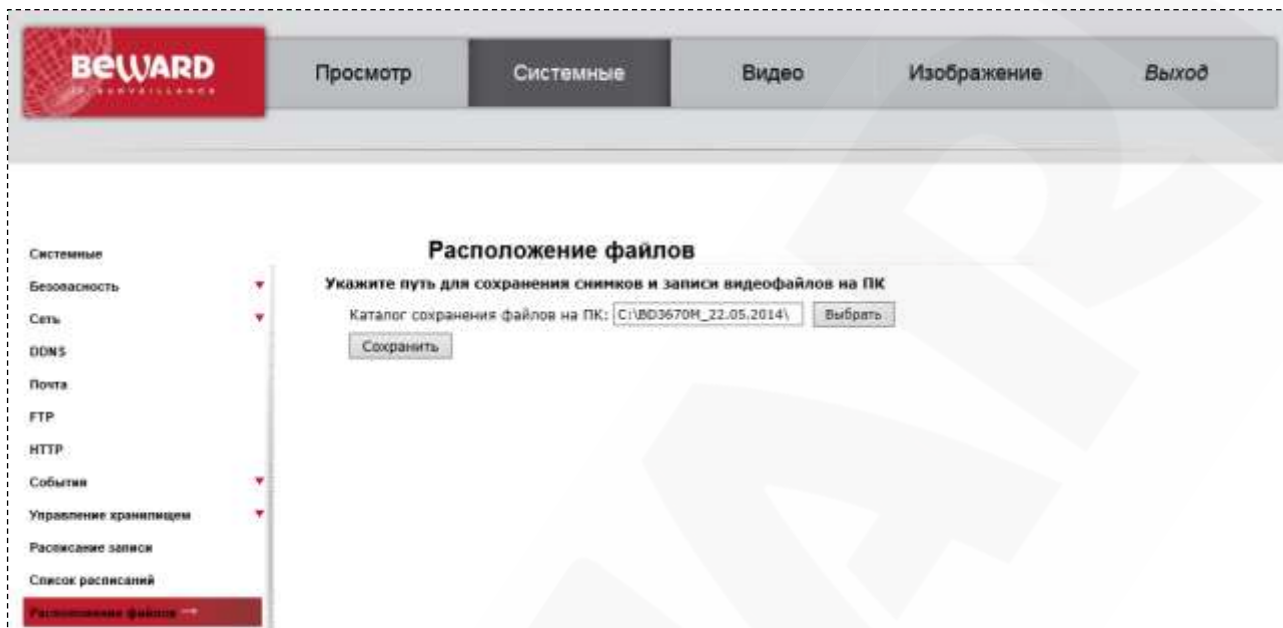 BEWARD
IP SURVEILLANCE
Просмотр
Системные
Видео
Изображение
Выход
Системные
Безопасность
Сеть
DDNS
Почта
FTP
HTTP
События
Управление хранилищем
Расписание записи
Список расписаний
Расположение файлов →
Расположение файлов
Укажите путь для сохранения снимков и записи видеофайлов на ПК
Каталог сохранения файлов на ПК: C:\BD3670M_22.05.2014\ Выбрать
Сохранить